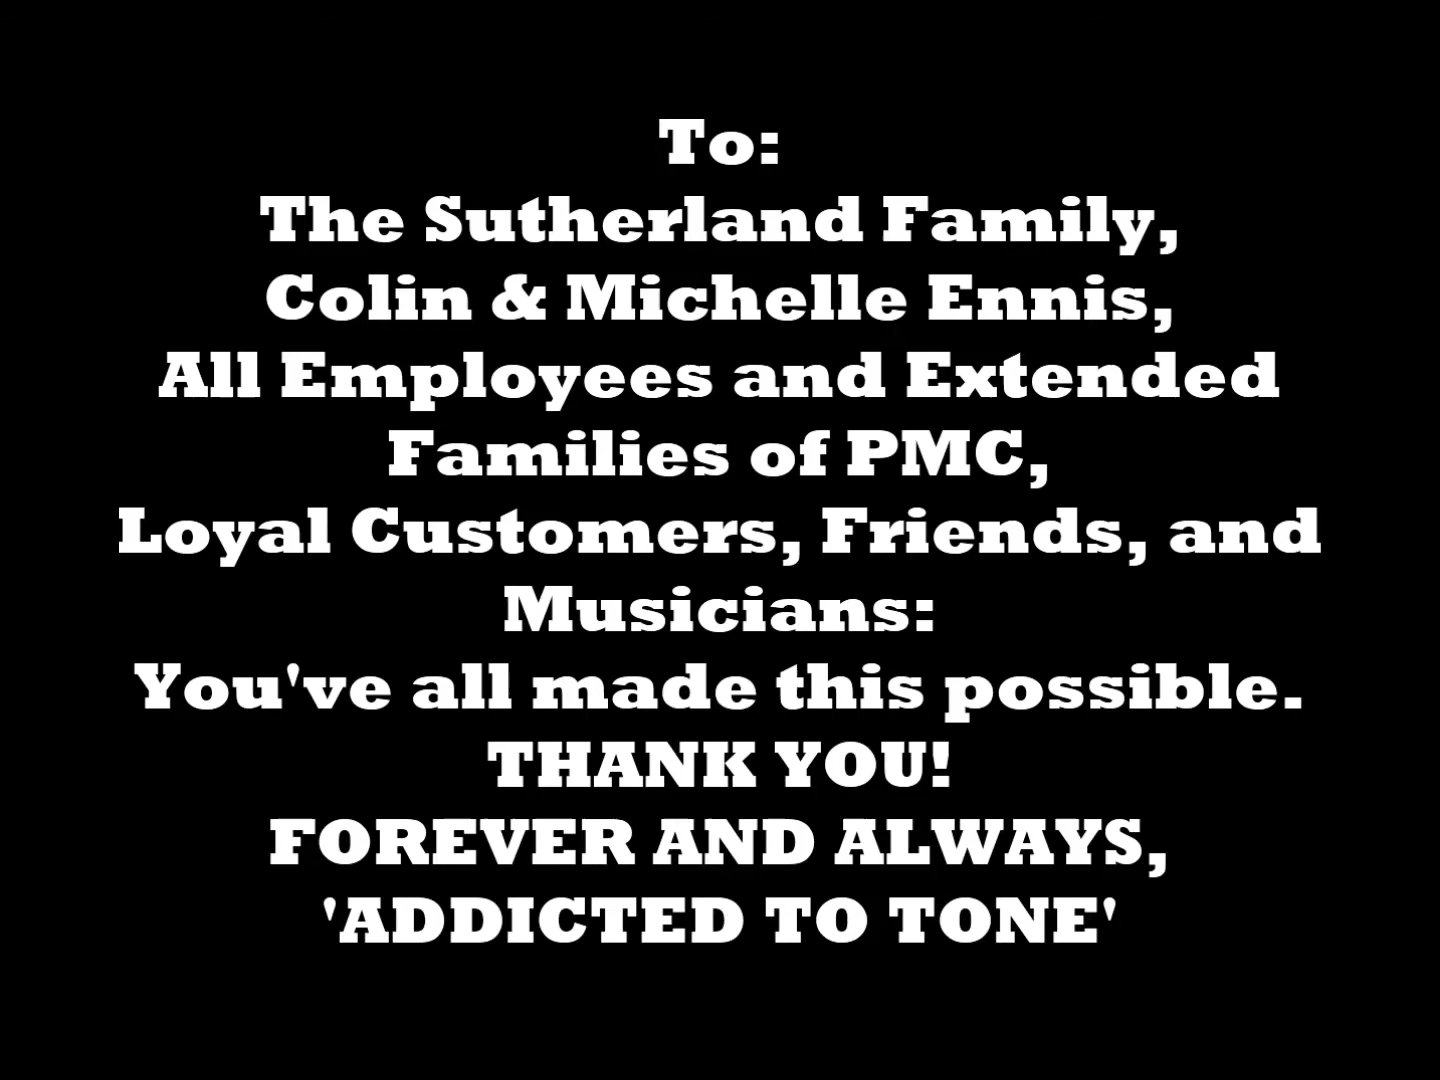 To:
The Sutherland Family,
Colin & Michelle Ennis,
All Employees and Extended
Families of PMC,
Loyal Customers, Friends, and
Musicians:
You've all made this possible.
THANK YOU!
FOREVER AND ALWAYS,
'ADDICTED TO TONE'